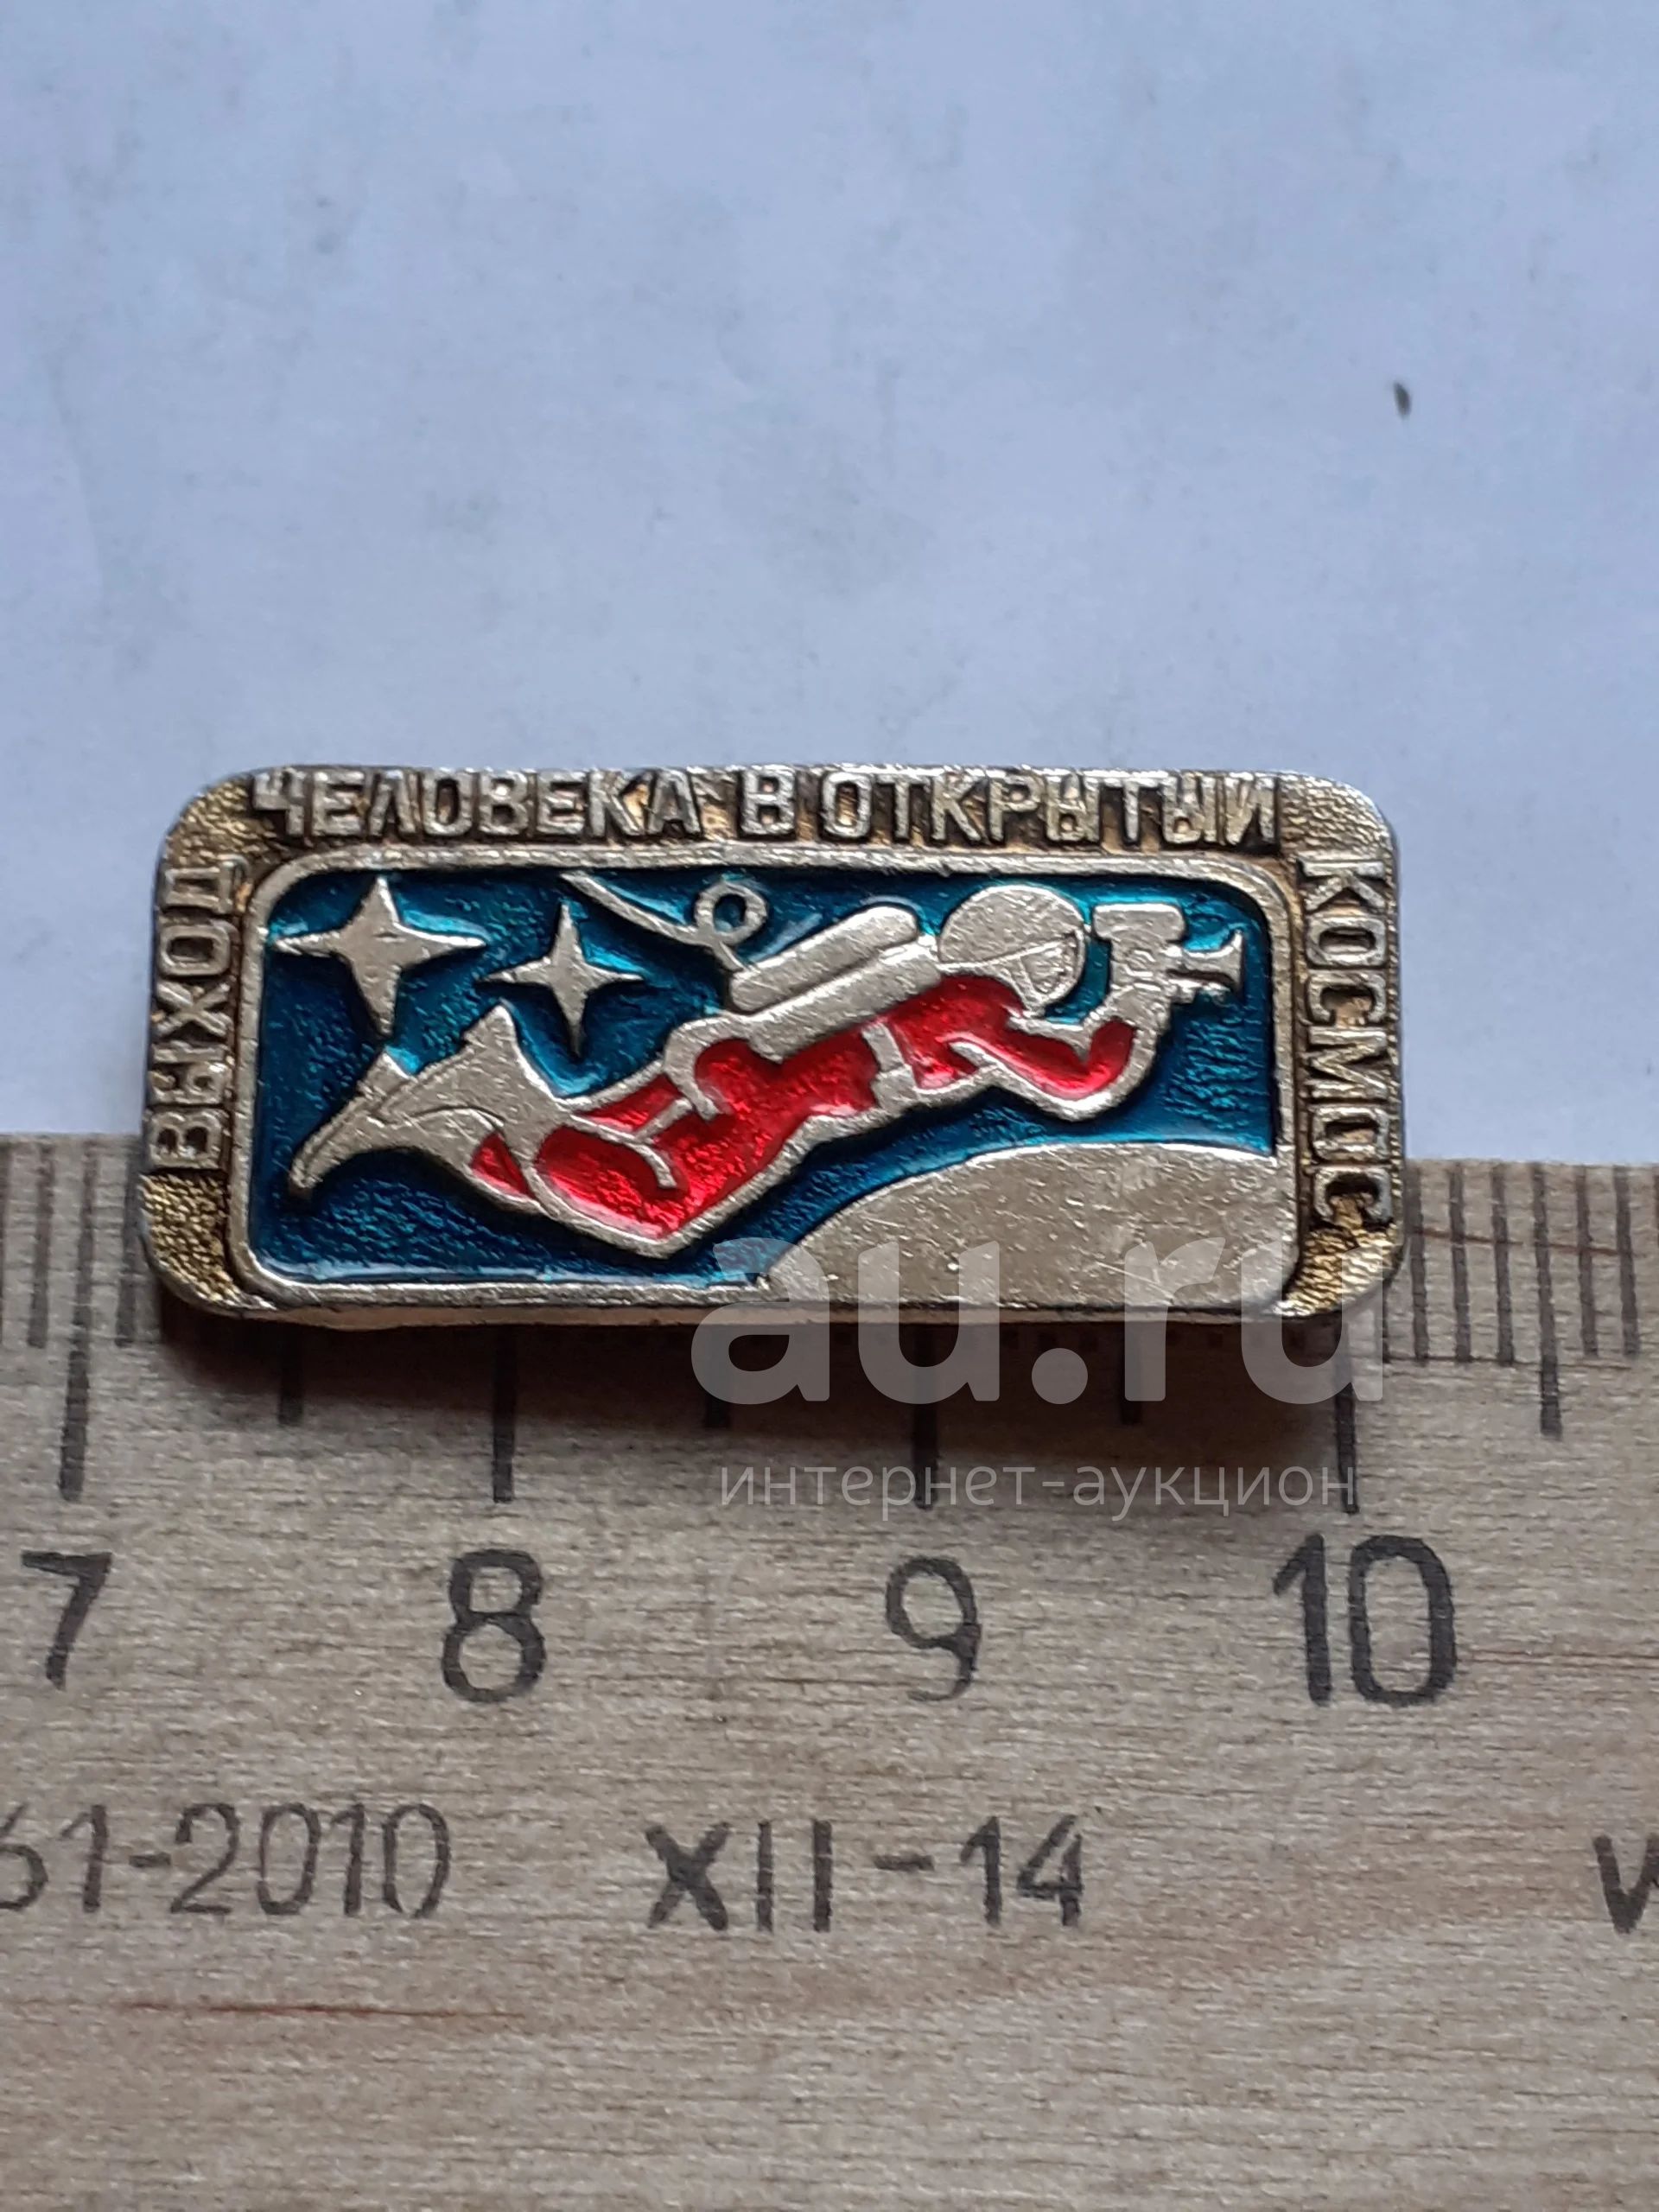 ВЫХОД
ЧЕЛОВЕКА В ОТКРЫТЫЙ
КОСМОС
au.ru
интернет-аукцион
7 8 9 10
61-2010 XII-14